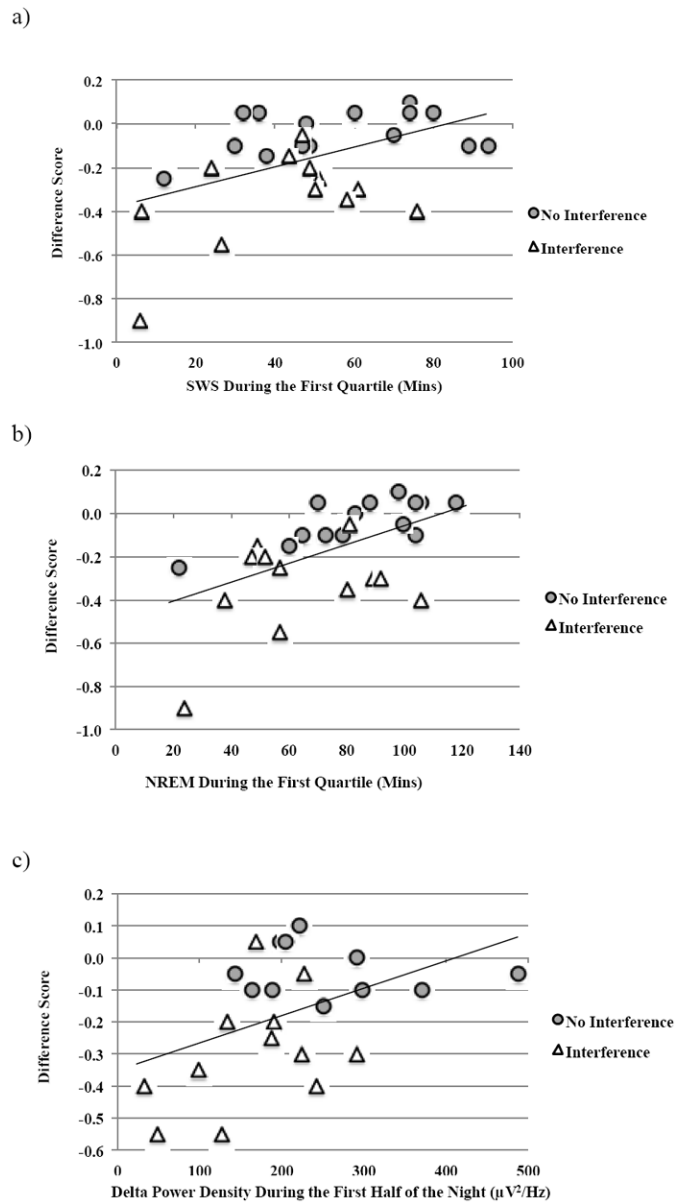 a)
0.2
0.0
-0.2
-0.4
-0.6
-0.8
-1.0
Difference Score
0 20 40 60 80 100
SWS During the First Quartile (Mins)
No Interference
Interference
b)
0.2
0.0
-0.2
-0.4
-0.6
-0.8
-1.0
Difference Score
0 20 40 60 80 100 120 140
NREM During the First Quartile (Mins)
No Interference
Interference
c)
0.2
0.1
0.0
-0.1
-0.2
-0.3
-0.4
-0.5
-0.6
Difference Score
0 100 200 300 400 500
Delta Power Density During the First Half of the Night (µV²/Hz)
No Interference
Interference